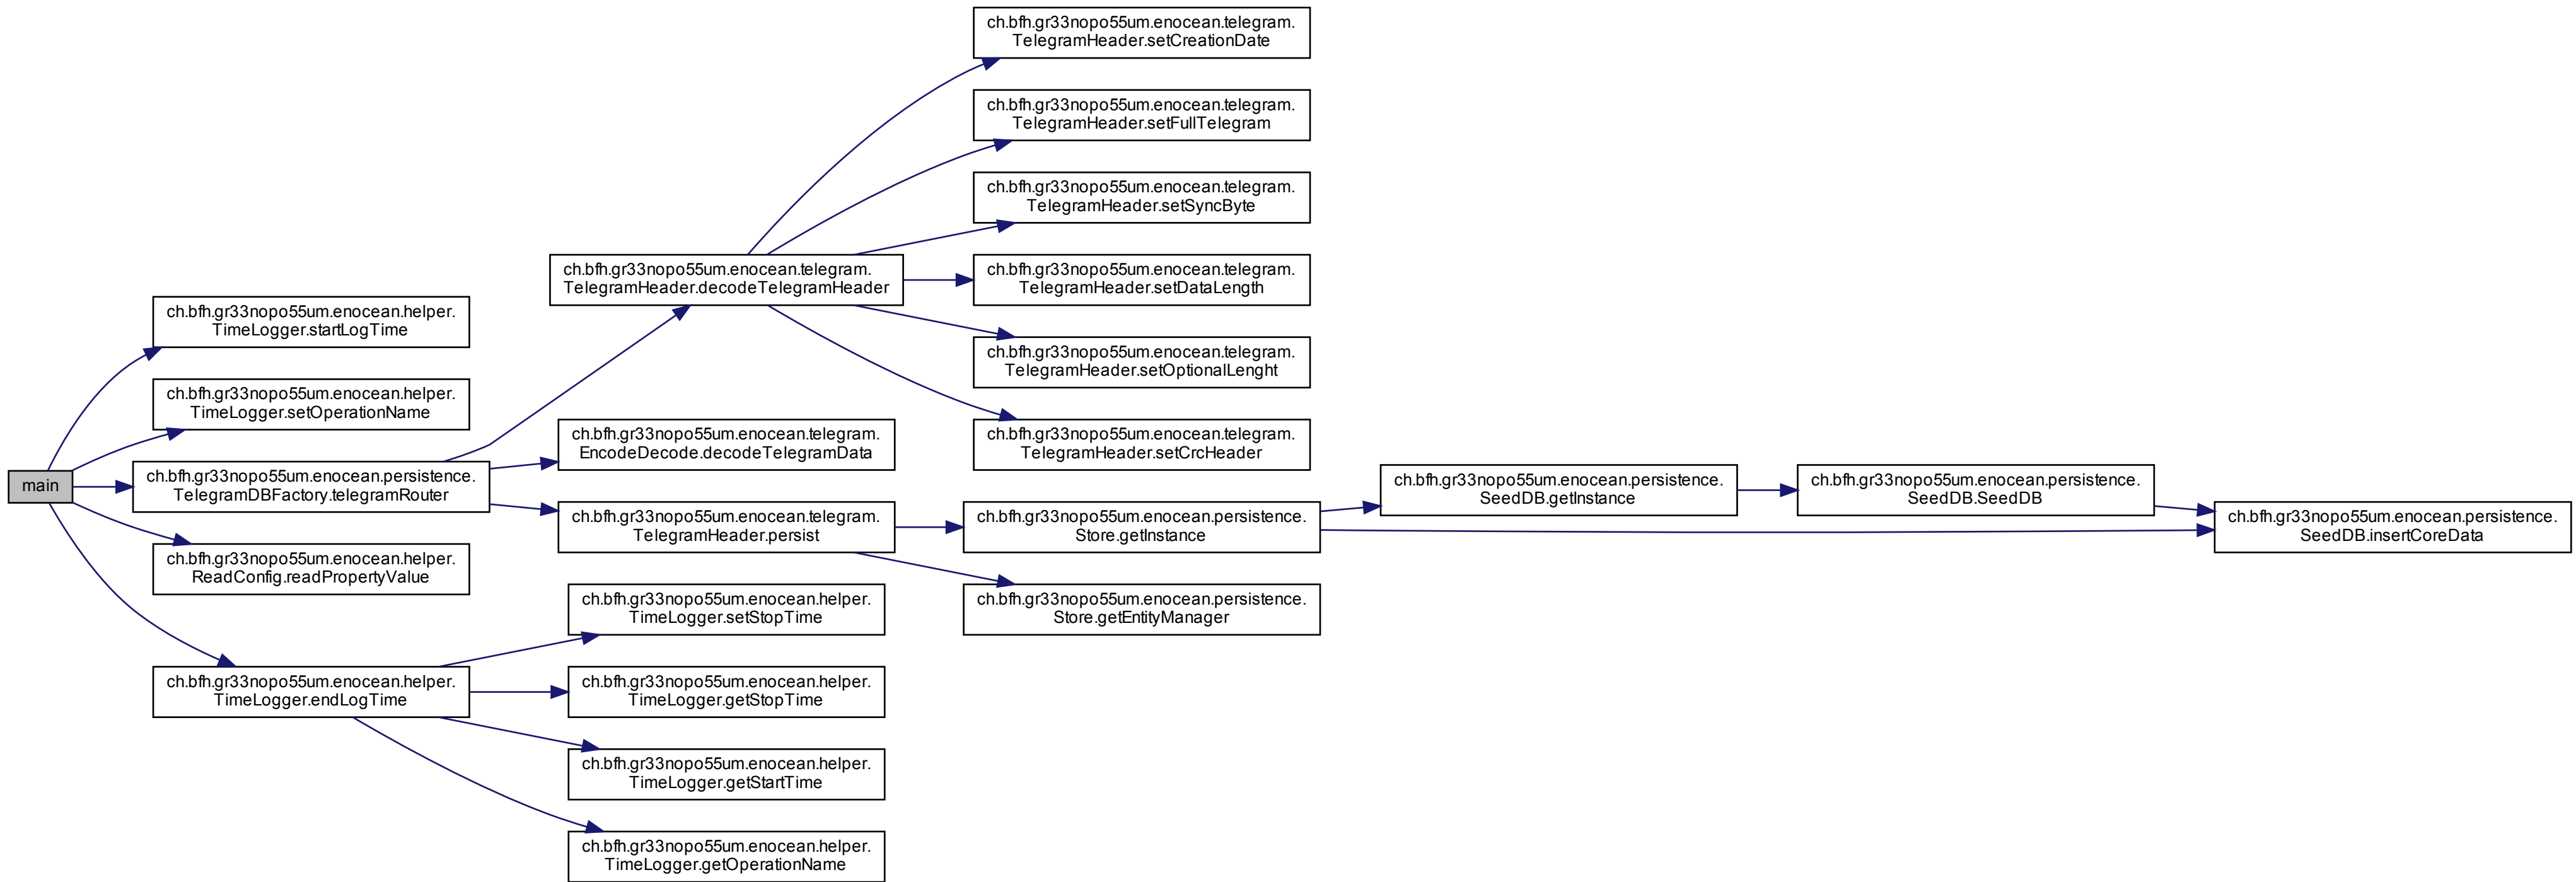 main
ch.bfh.gr33nopo55um.enocean.helper.
TimeLogger.startLogTime
ch.bfh.gr33nopo55um.enocean.helper.
TimeLogger.setOperationName
ch.bfh.gr33nopo55um.enocean.persistence.
TelegramDBFactory.telegramRouter
ch.bfh.gr33nopo55um.enocean.helper.
ReadConfig.readPropertyValue
ch.bfh.gr33nopo55um.enocean.helper.
TimeLogger.endLogTime
ch.bfh.gr33nopo55um.enocean.telegram.
TelegramHeader.decodeTelegramHeader
ch.bfh.gr33nopo55um.enocean.telegram.
EncodeDecode.decodeTelegramData
ch.bfh.gr33nopo55um.enocean.telegram.
TelegramHeader.persist
ch.bfh.gr33nopo55um.enocean.helper.
TimeLogger.setStopTime
ch.bfh.gr33nopo55um.enocean.helper.
TimeLogger.getStopTime
ch.bfh.gr33nopo55um.enocean.helper.
TimeLogger.getStartTime
ch.bfh.gr33nopo55um.enocean.helper.
TimeLogger.getOperationName
ch.bfh.gr33nopo55um.enocean.telegram.
TelegramHeader.setCreationDate
ch.bfh.gr33nopo55um.enocean.telegram.
TelegramHeader.setFullTelegram
ch.bfh.gr33nopo55um.enocean.telegram.
TelegramHeader.setSyncByte
ch.bfh.gr33nopo55um.enocean.telegram.
TelegramHeader.setDataLength
ch.bfh.gr33nopo55um.enocean.telegram.
TelegramHeader.setOptionalLenght
ch.bfh.gr33nopo55um.enocean.telegram.
TelegramHeader.setCrcHeader
ch.bfh.gr33nopo55um.enocean.persistence.
Store.getInstance
ch.bfh.gr33nopo55um.enocean.persistence.
Store.getEntityManager
ch.bfh.gr33nopo55um.enocean.persistence.
SeedDB.getInstance
ch.bfh.gr33nopo55um.enocean.persistence.
SeedDB.SeedDB
ch.bfh.gr33nopo55um.enocean.persistence.
SeedDB.insertCoreData